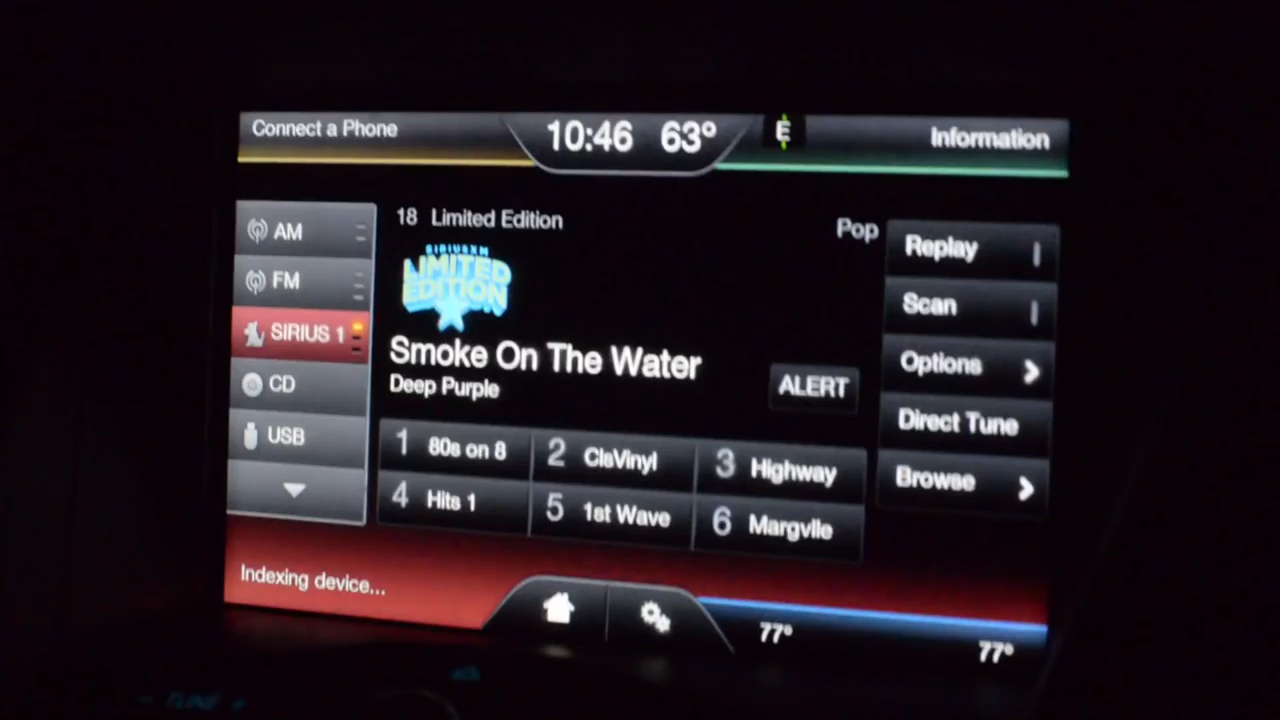 Connect a Phone
10:46 63°
E
Information
AM
FM
SIRIUS 1
CD
USB
18 Limited Edition
Pop
SIRIUSXM
LIMITED
EDITION
Smoke On The Water
Deep Purple
ALERT
1 80s on 8
2 ClsVinyl
3 Highway
4 Hits 1
5 1st Wave
6 Margvlle
Replay
Scan
Options
Direct Tune
Browse
Indexing device...
77°
77°
- TUNE +